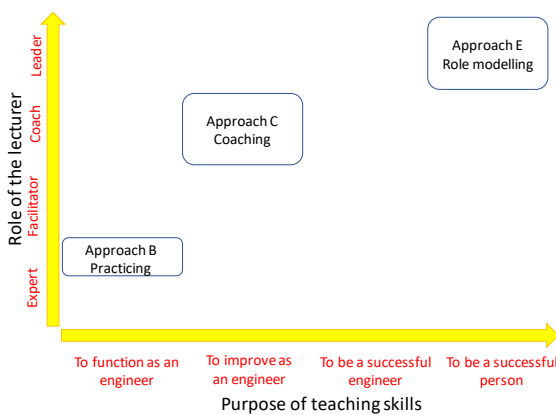 Approach E
Role modelling
Approach C
Coaching
Approach B
Practicing
Role of the lecturer
Leader
Coach
Facilitator
Expert
To function as an
engineer
To improve as
an engineer
To be a successful
engineer
To be a successful
person
Purpose of teaching skills